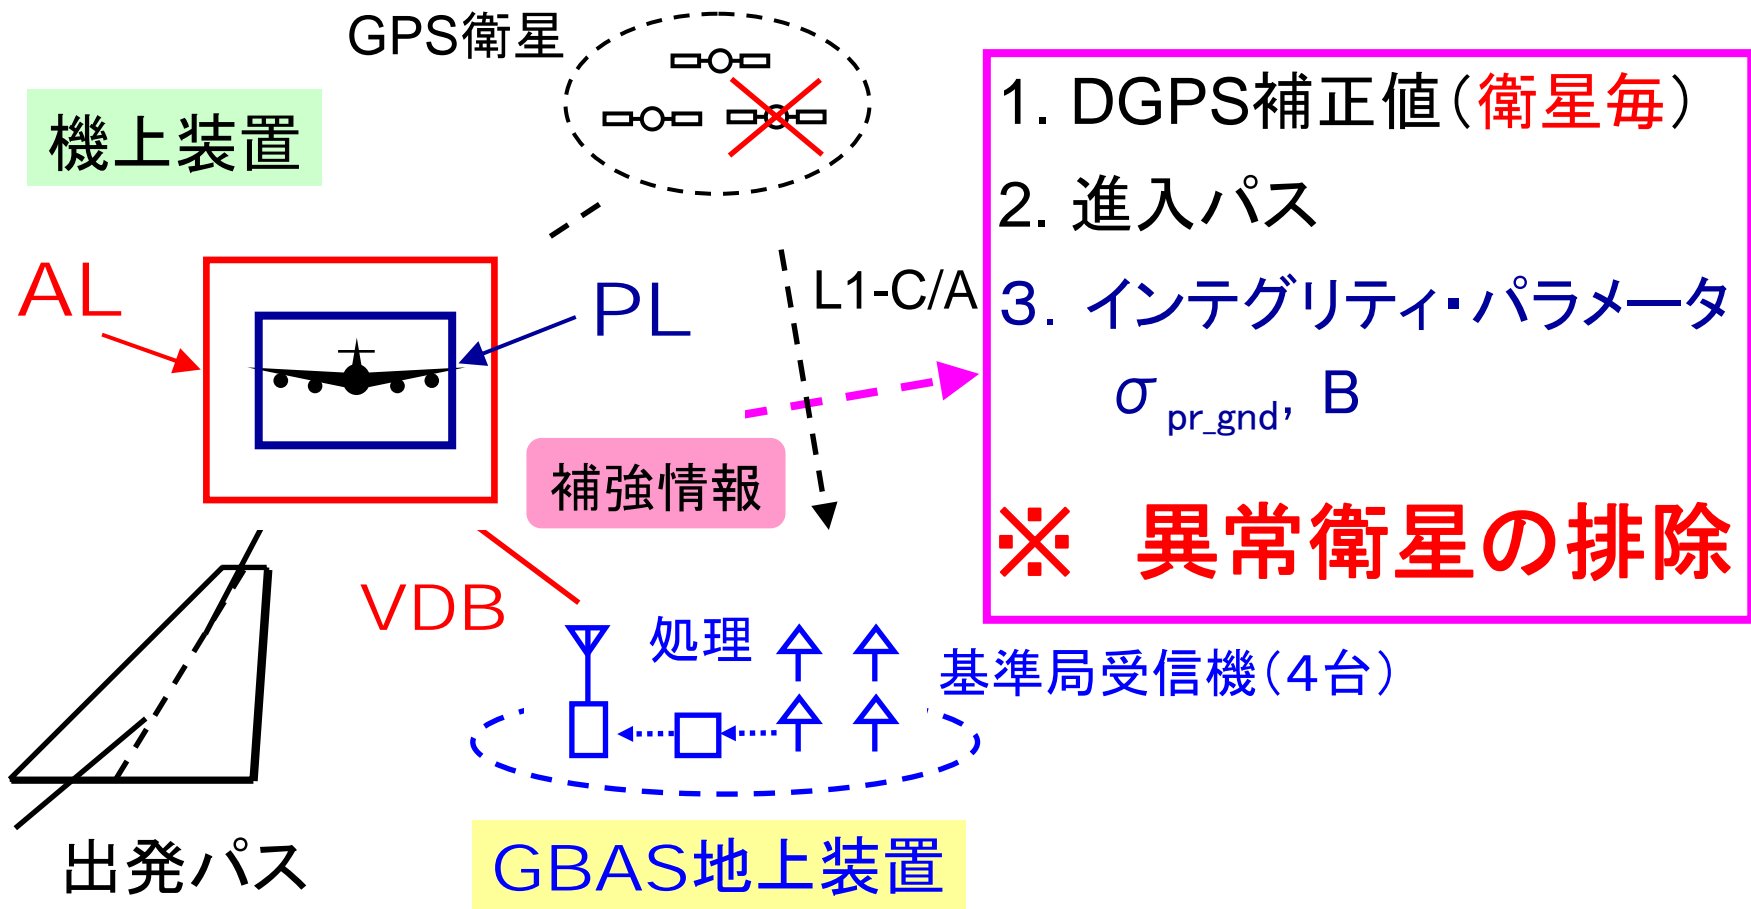 GPS衛星
機上装置
AL
PL
L1-C/A
補強情報
VDB
処理
基準局受信機(4台)
出発パス
GBAS地上装置
1. DGPS補正値(衛星毎)
2. 進入パス
3. インテグリティ・パラメータ
σpr_gnd, B
※ 異常衛星の排除